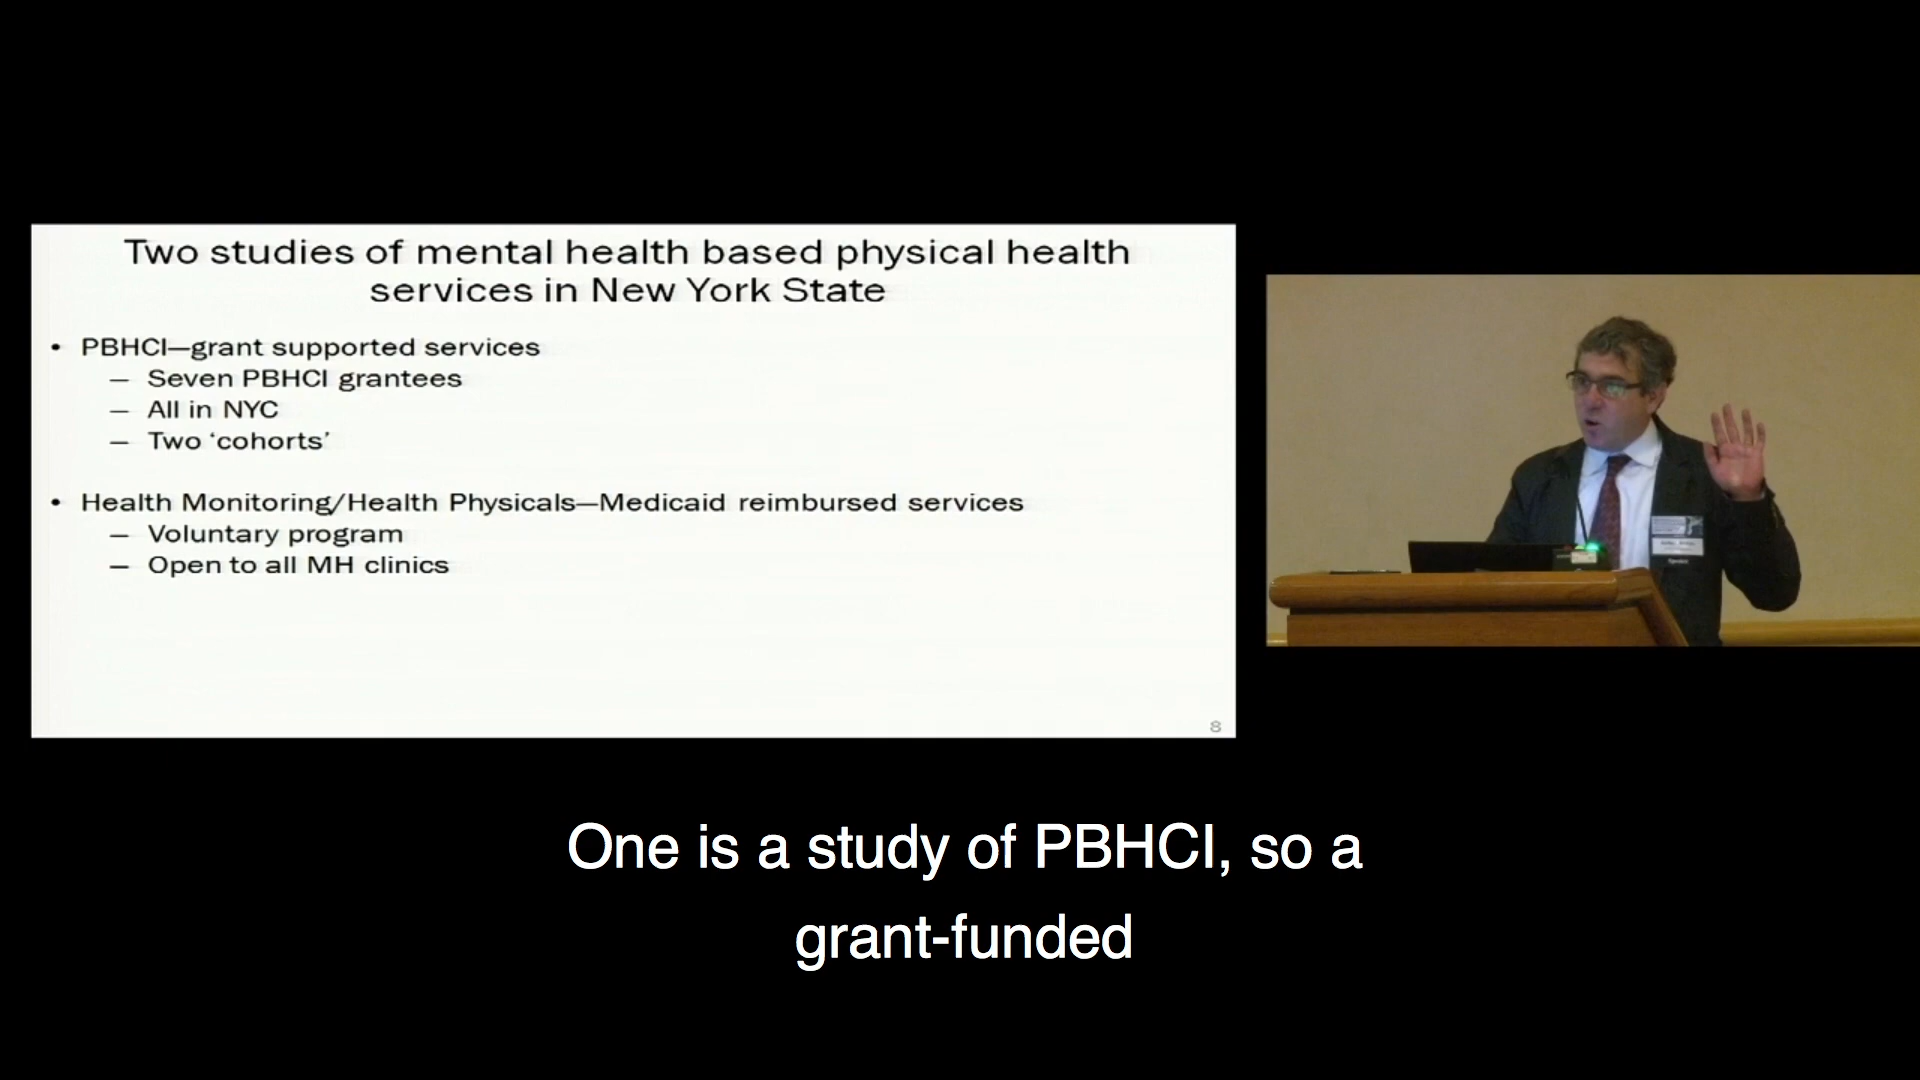 Two studies of mental health based physical health
services in New York State
• PBHCI—grant supported services
– Seven PBHCI grantees
– All in NYC
– Two ‘cohorts’
• Health Monitoring/Health Physicals—Medicaid reimbursed services
– Voluntary program
– Open to all MH clinics
8
One is a study of PBHCI, so a
grant-funded